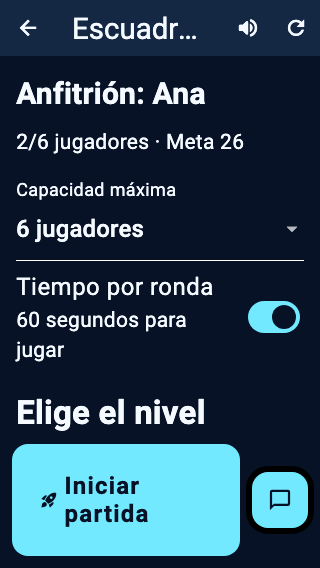 Escuadr...
Anfitrión: Ana
2/6 jugadores · Meta 26
Capacidad máxima
6 jugadores
Tiempo por ronda
60 segundos para
jugar
Elige el nivel
Iniciar
partida